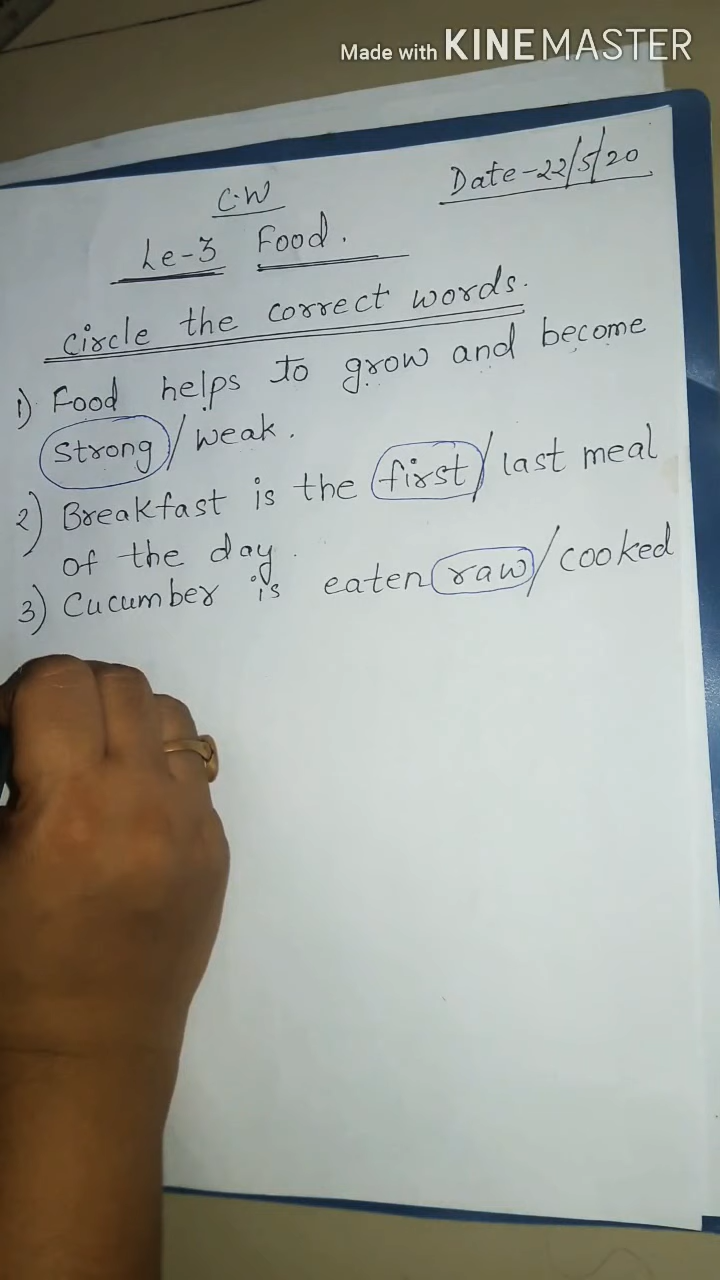 Made with KINEMASTER
C.W
Date-22/5/20
Le-3 Food.
Circle the correct words.
1) Food helps to grow and become
Strong/weak.
2) Breakfast is the first/last meal
of the day.
3) Cucumber is eaten raw/cooked